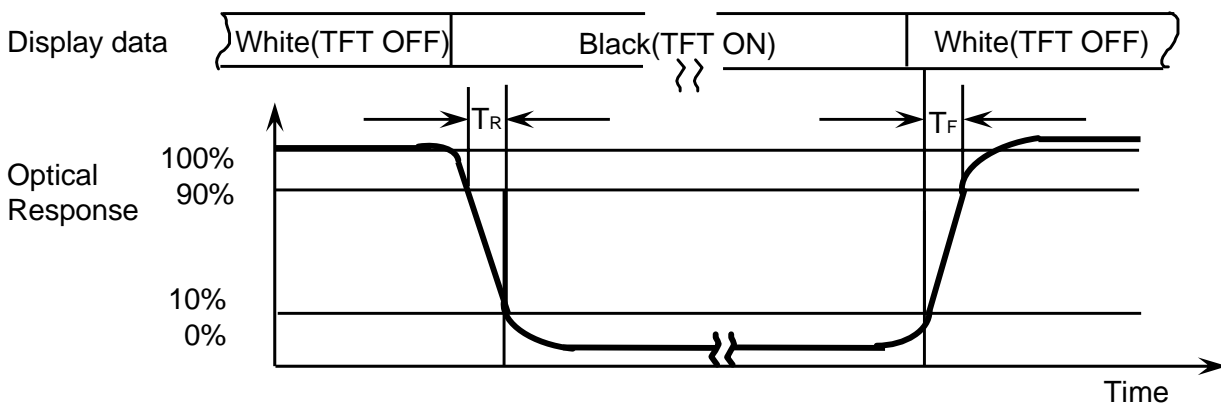 Display data
White(TFT OFF)
Black(TFT ON)
White(TFT OFF)
TR
TF
100%
Optical
Response
90%
10%
0%
Time